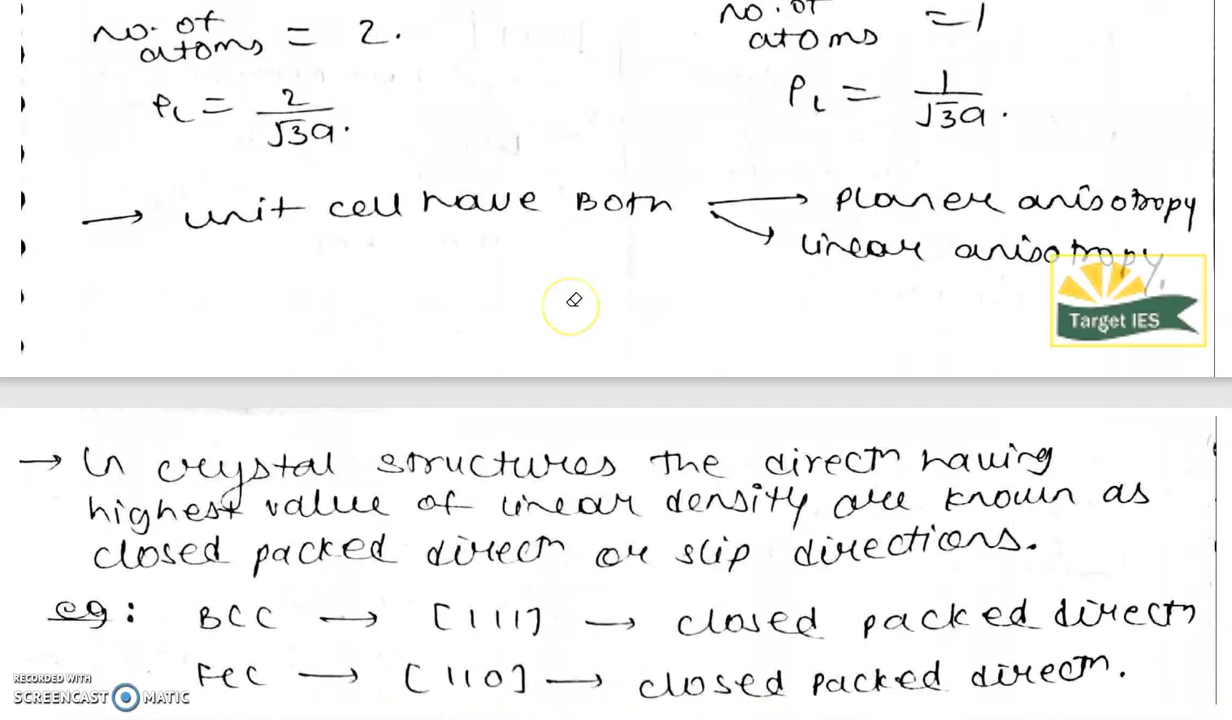 no. of atoms = 2.
no. of atoms = 1
ρL = 2/√3a.
ρL = 1/√3a.
→ unit cell have Both → planer anisotropy
→ linear anisotropy.
Target IES
→ In crystal structures the directn having
highest value of linear density are known as
closed packed directn or slip directions.
eg: BCC → [111] → closed packed directn
FCC → [110] → closed packed directn.
RECORDED WITH
SCREENCAST MATIC